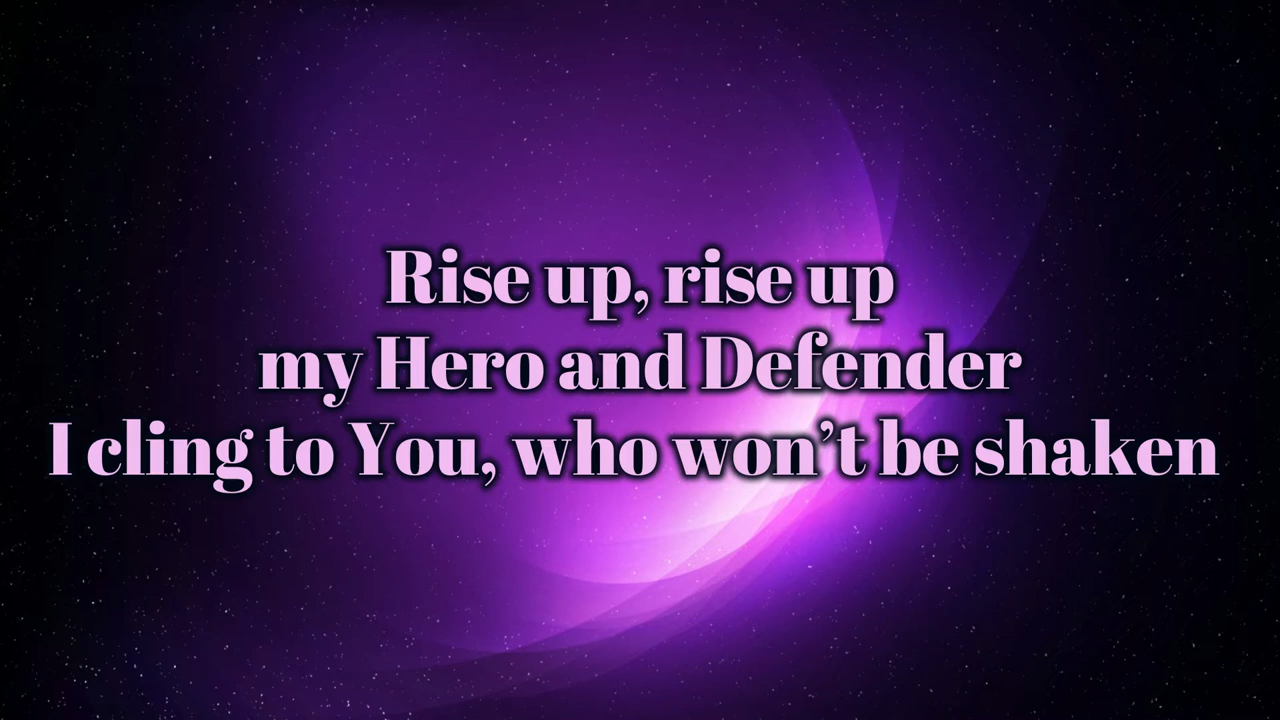 Rise up, rise up
my Hero and Defender
I cling to You, who won’t be shaken